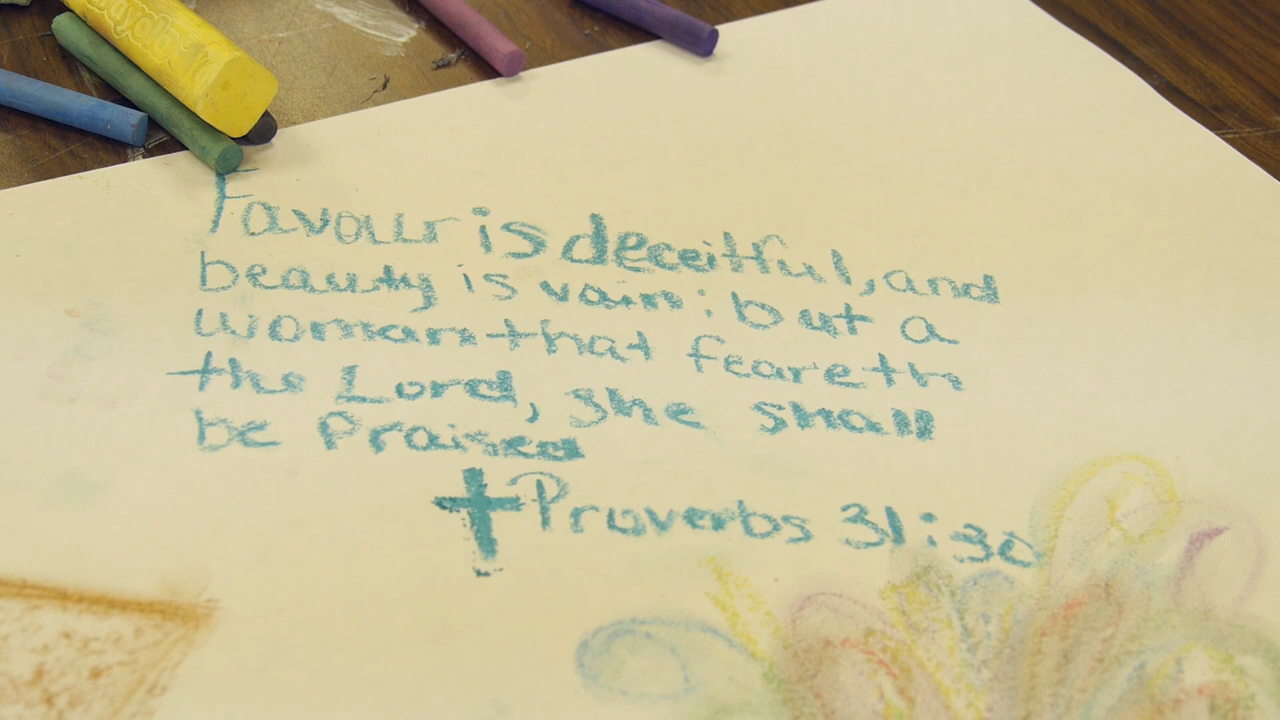 Favour is deceitful, and
beauty is vain: but a
woman that feareth
the Lord, she shall
be Praised
Proverbs 31:30